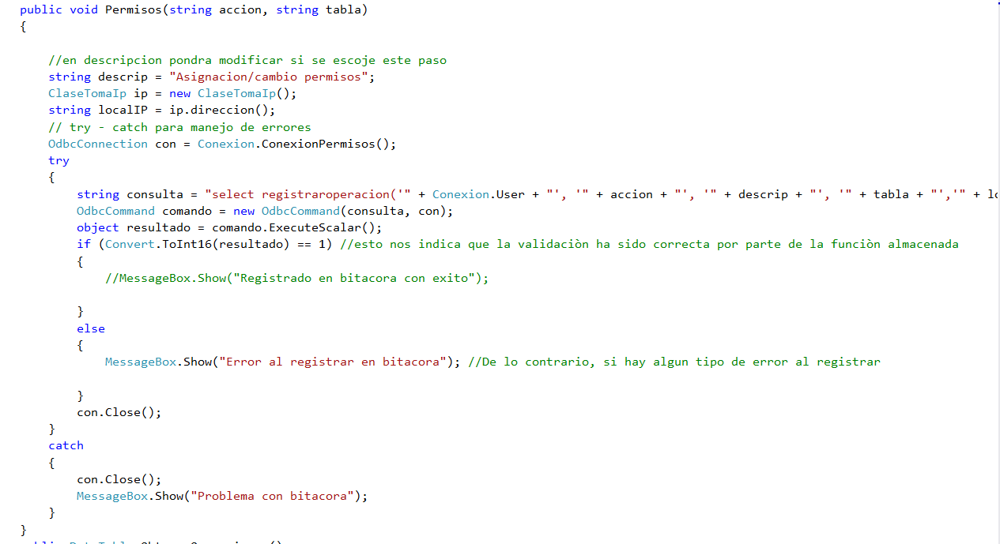 public void Permisos(string accion, string tabla)
{
//en descripcion pondra modificar si se escoje este paso
string descrip = "Asignacion/cambio permisos";
ClaseTomaIp ip = new ClaseTomaIp();
string localIP = ip.direccion();
// try - catch para manejo de errores
OdbcConnection con = Conexion.ConexionPermisos();
try
{
string consulta = "select registraroperacion('" + Conexion.User + "', '" + accion + "', '" + descrip + "', '" + tabla + "','" +
OdbcCommand comando = new OdbcCommand(consulta, con);
object resultado = comando.ExecuteScalar();
if (Convert.ToInt16(resultado) == 1) //esto nos indica que la validaciòn ha sido correcta por parte de la funciòn almacenada
{
//MessageBox.Show("Registrado en bitacora con exito");
}
else
{
MessageBox.Show("Error al registrar en bitacora"); //De lo contrario, si hay algun tipo de error al registrar
}
con.Close();
}
catch
{
con.Close();
MessageBox.Show("Problema con bitacora");
}
}